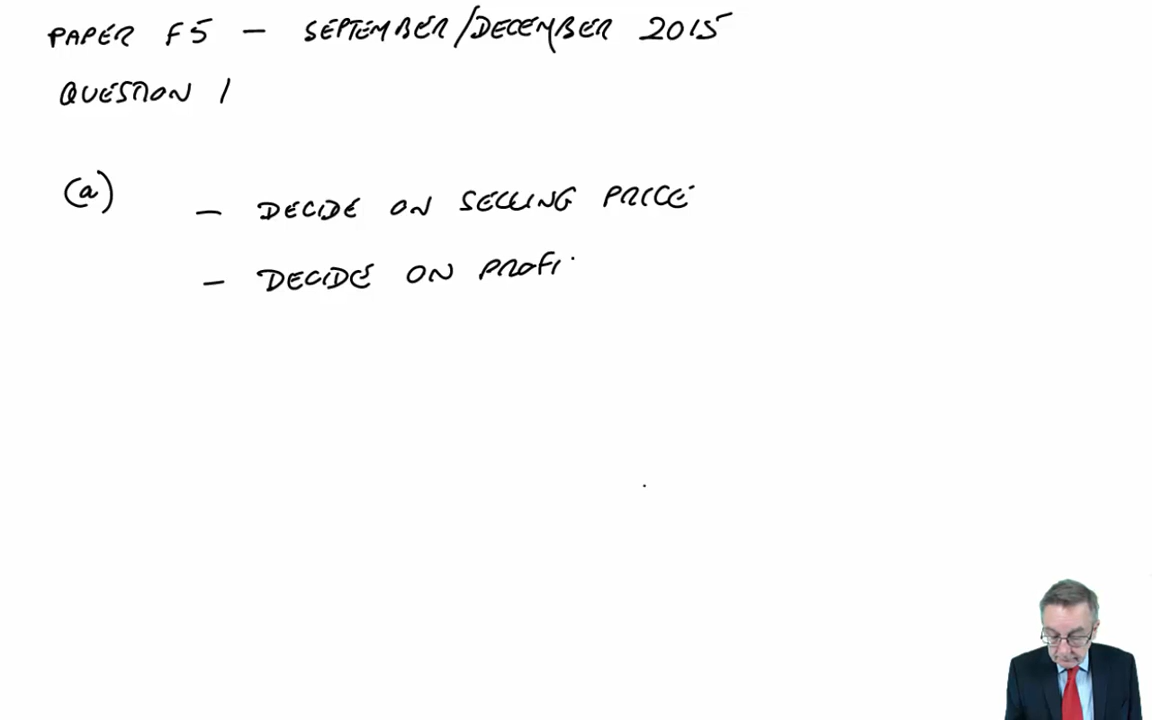 PAPER F5 - SEPTEMBER/DECEMBER 2015
QUESTION 1
(a)
- DECIDE ON SELLING PRICE
- DECIDE ON PROFI